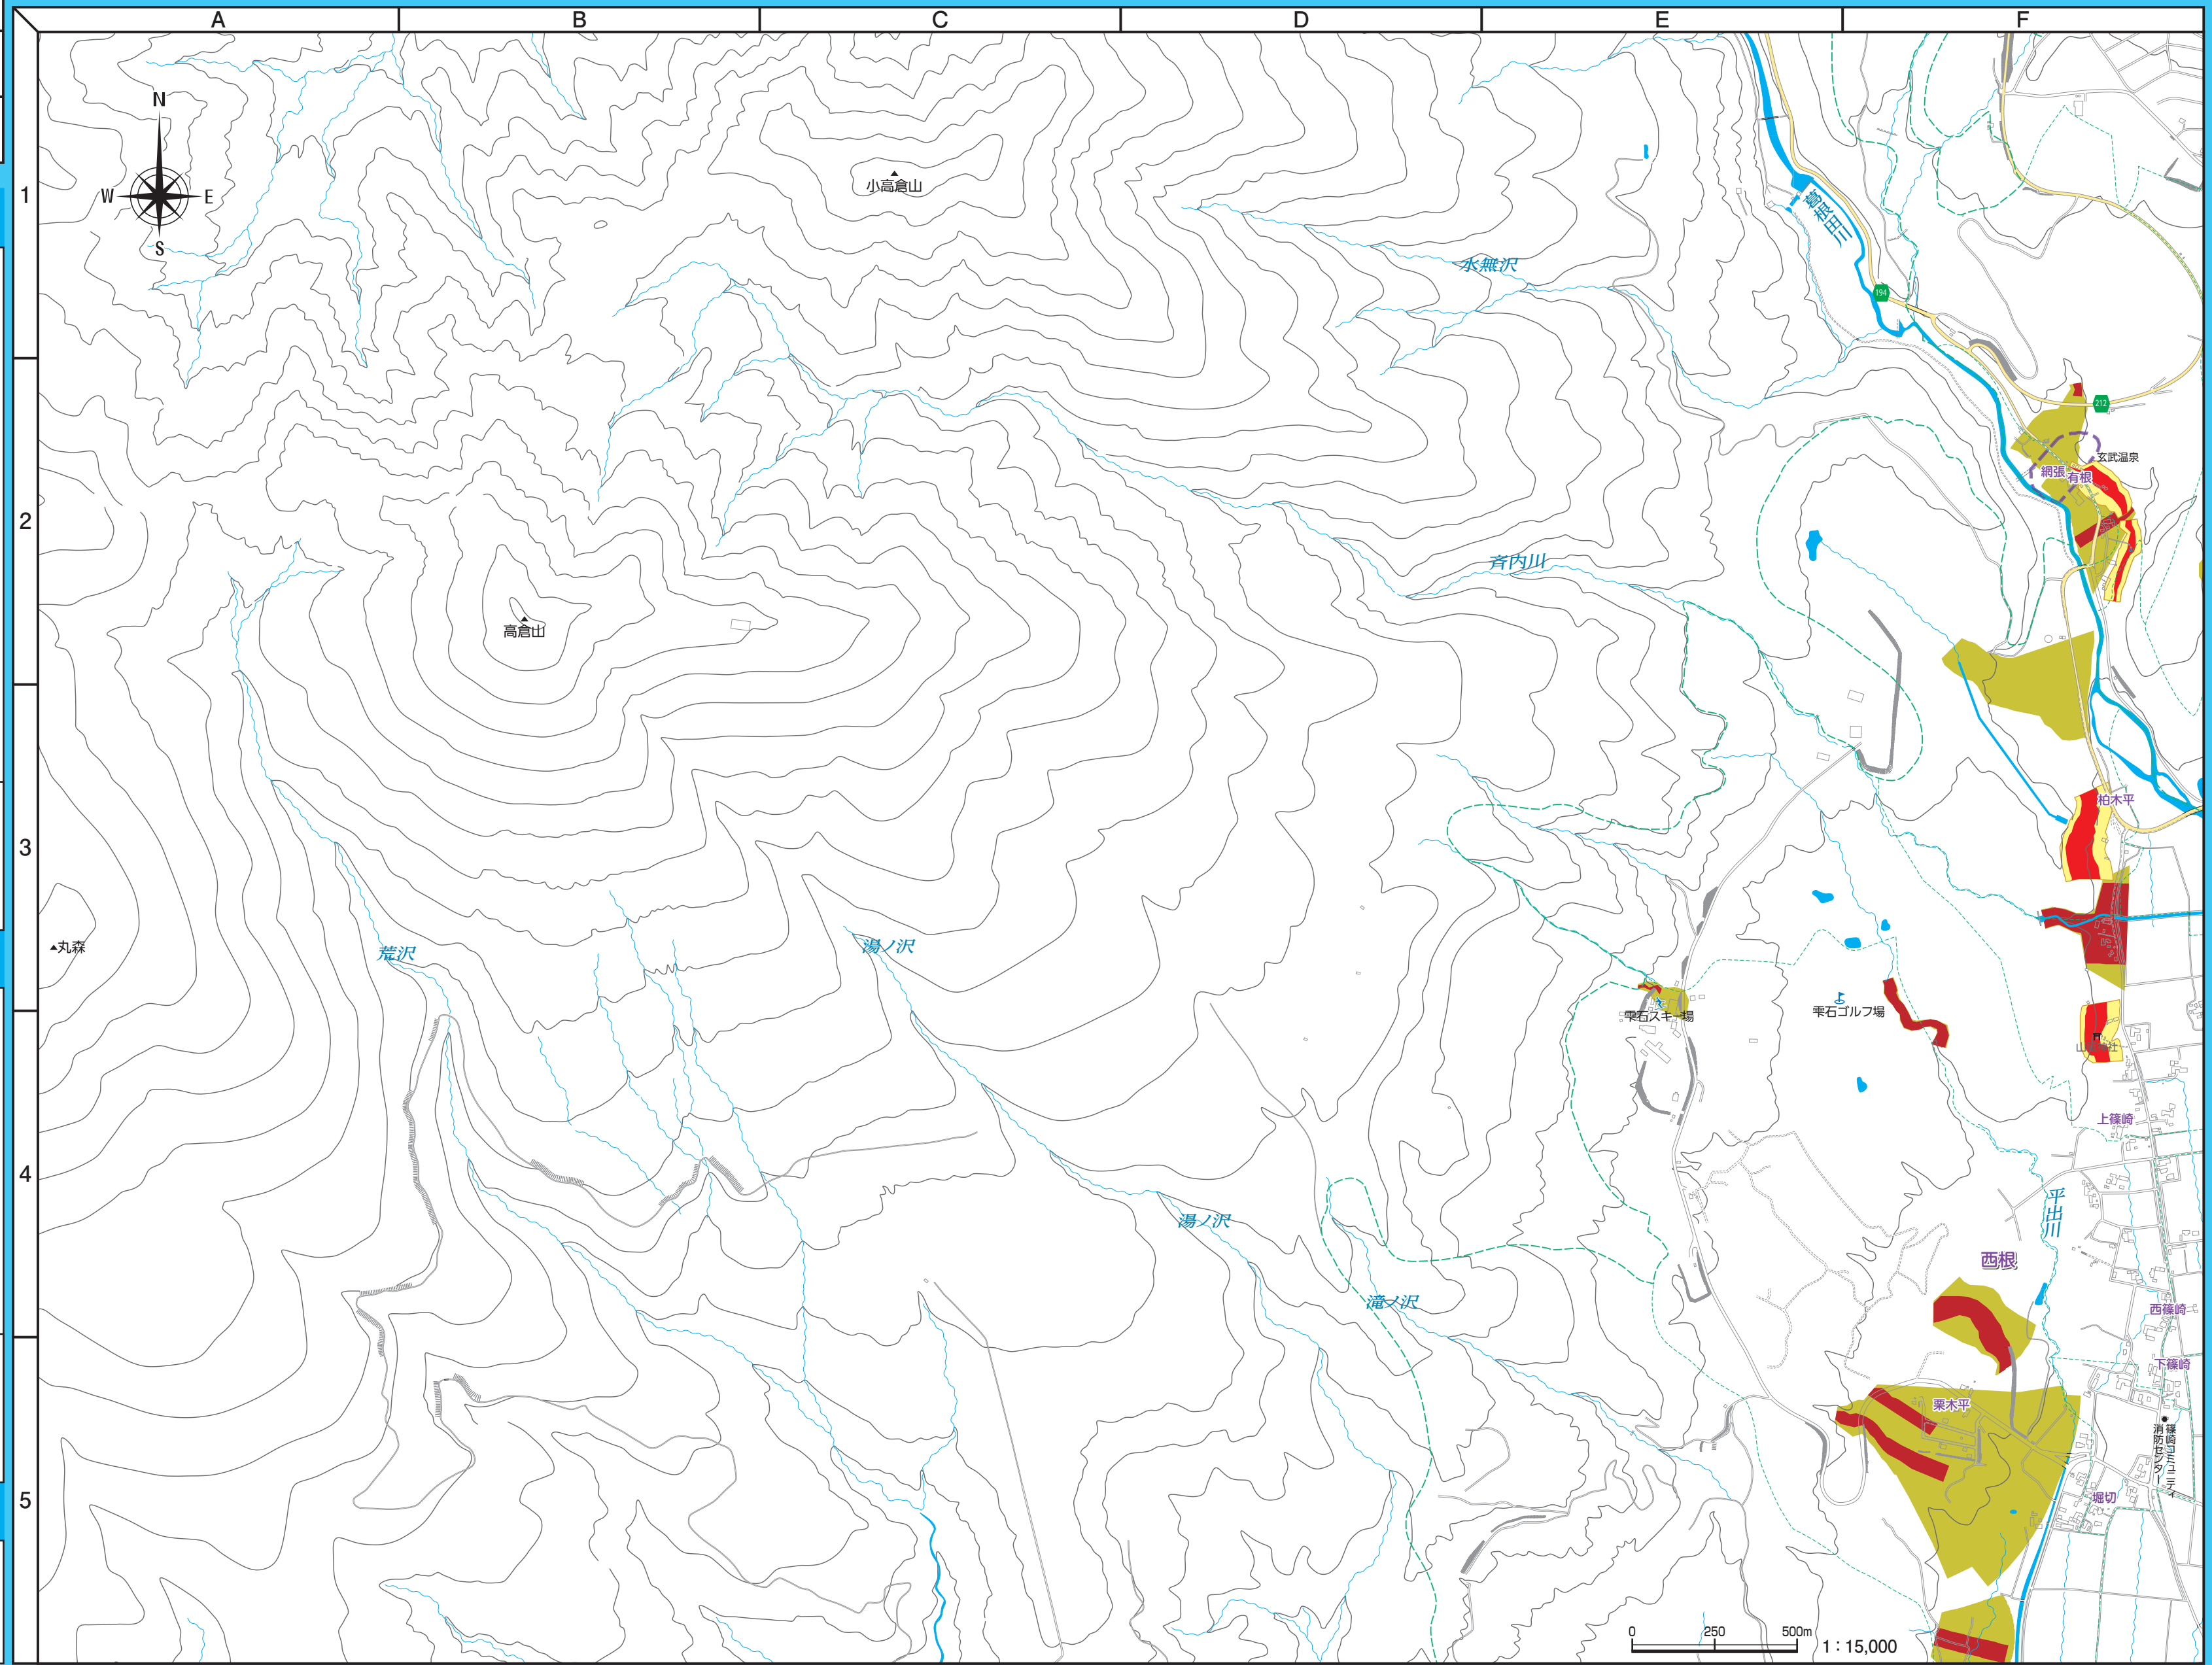 A B C D E F
1
2
3
4
5
N
W E
S
小高倉山
葛根田川
水無沢
194
212
玄武温泉
網張
有根
斉内川
高倉山
柏木平
丸森
荒沢
湯ノ沢
雫石スキー場
雫石ゴルフ場
上篠崎
平出川
湯ノ沢
西根
滝ノ沢
西篠崎
下篠崎
栗木平
篠崎コミュニティ
消防センター
堀切
0 250 500m
1:15,000